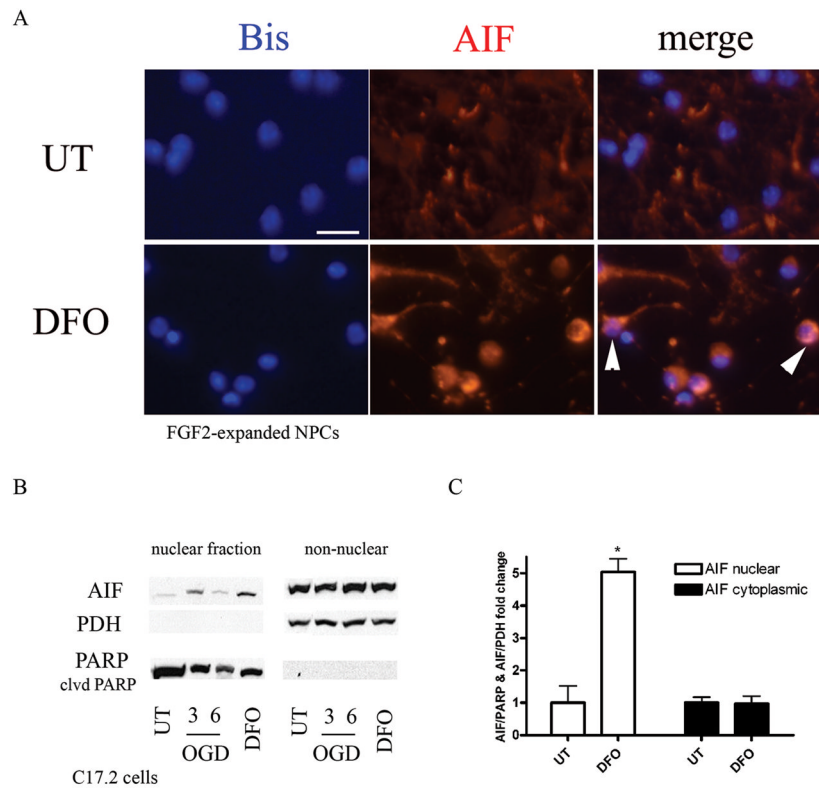 A
Bis AIF merge
UT
DFO
FGF2-expanded NPCs
B
nuclear fraction non-nuclear
AIF
PDH
PARP
clvd PARP
UT 3 6 DFO UT 3 6 DFO
OGD OGD
C17.2 cells
C
AIF/PARP & AIF/PDH fold change
5
4
3
2
1
0
*
AIF nuclear
AIF cytoplasmic
UT DFO UT DFO